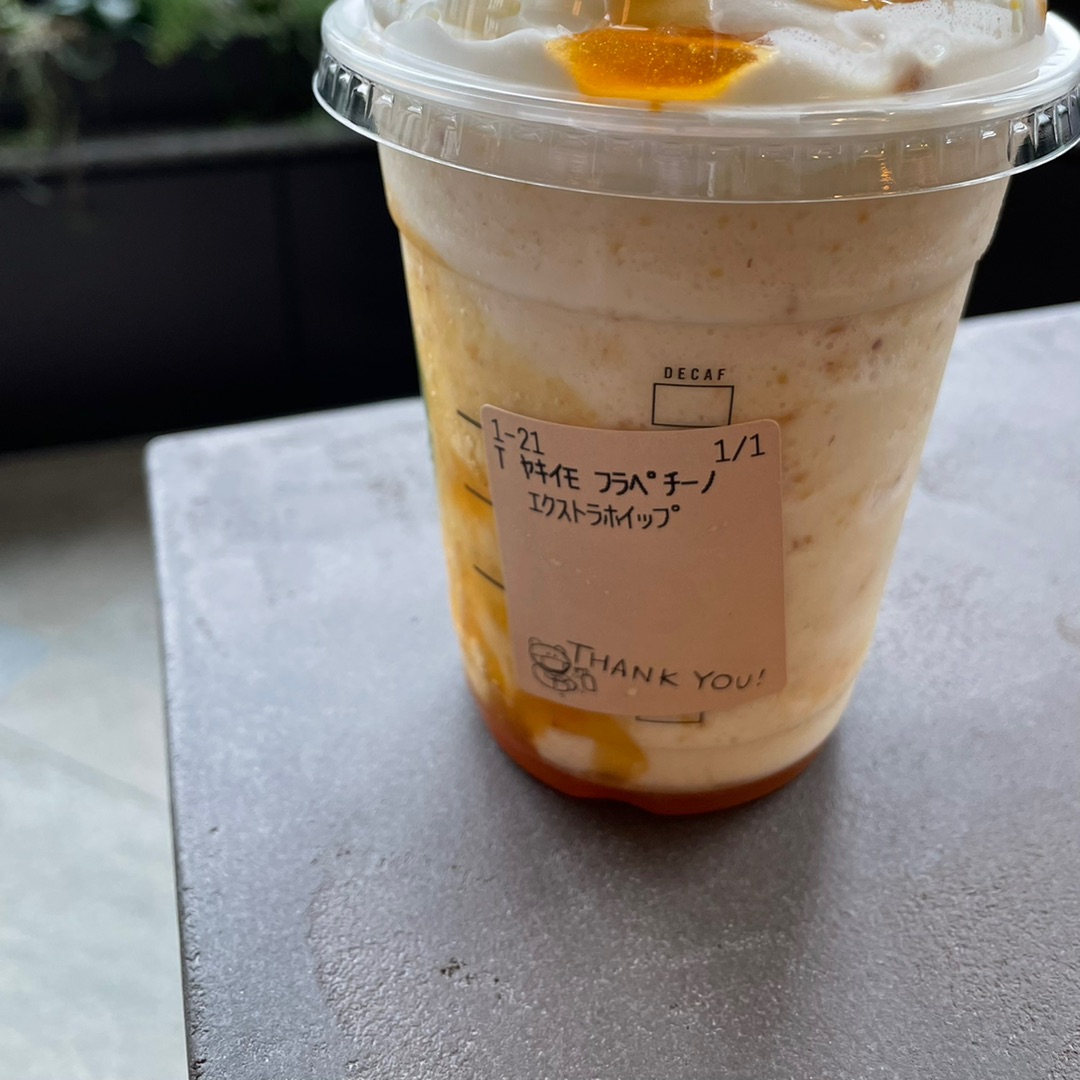 DECAF
1-21 1/1
T ヤキイモ フラペチーノ
エクストラホイップ
THANK YOU!